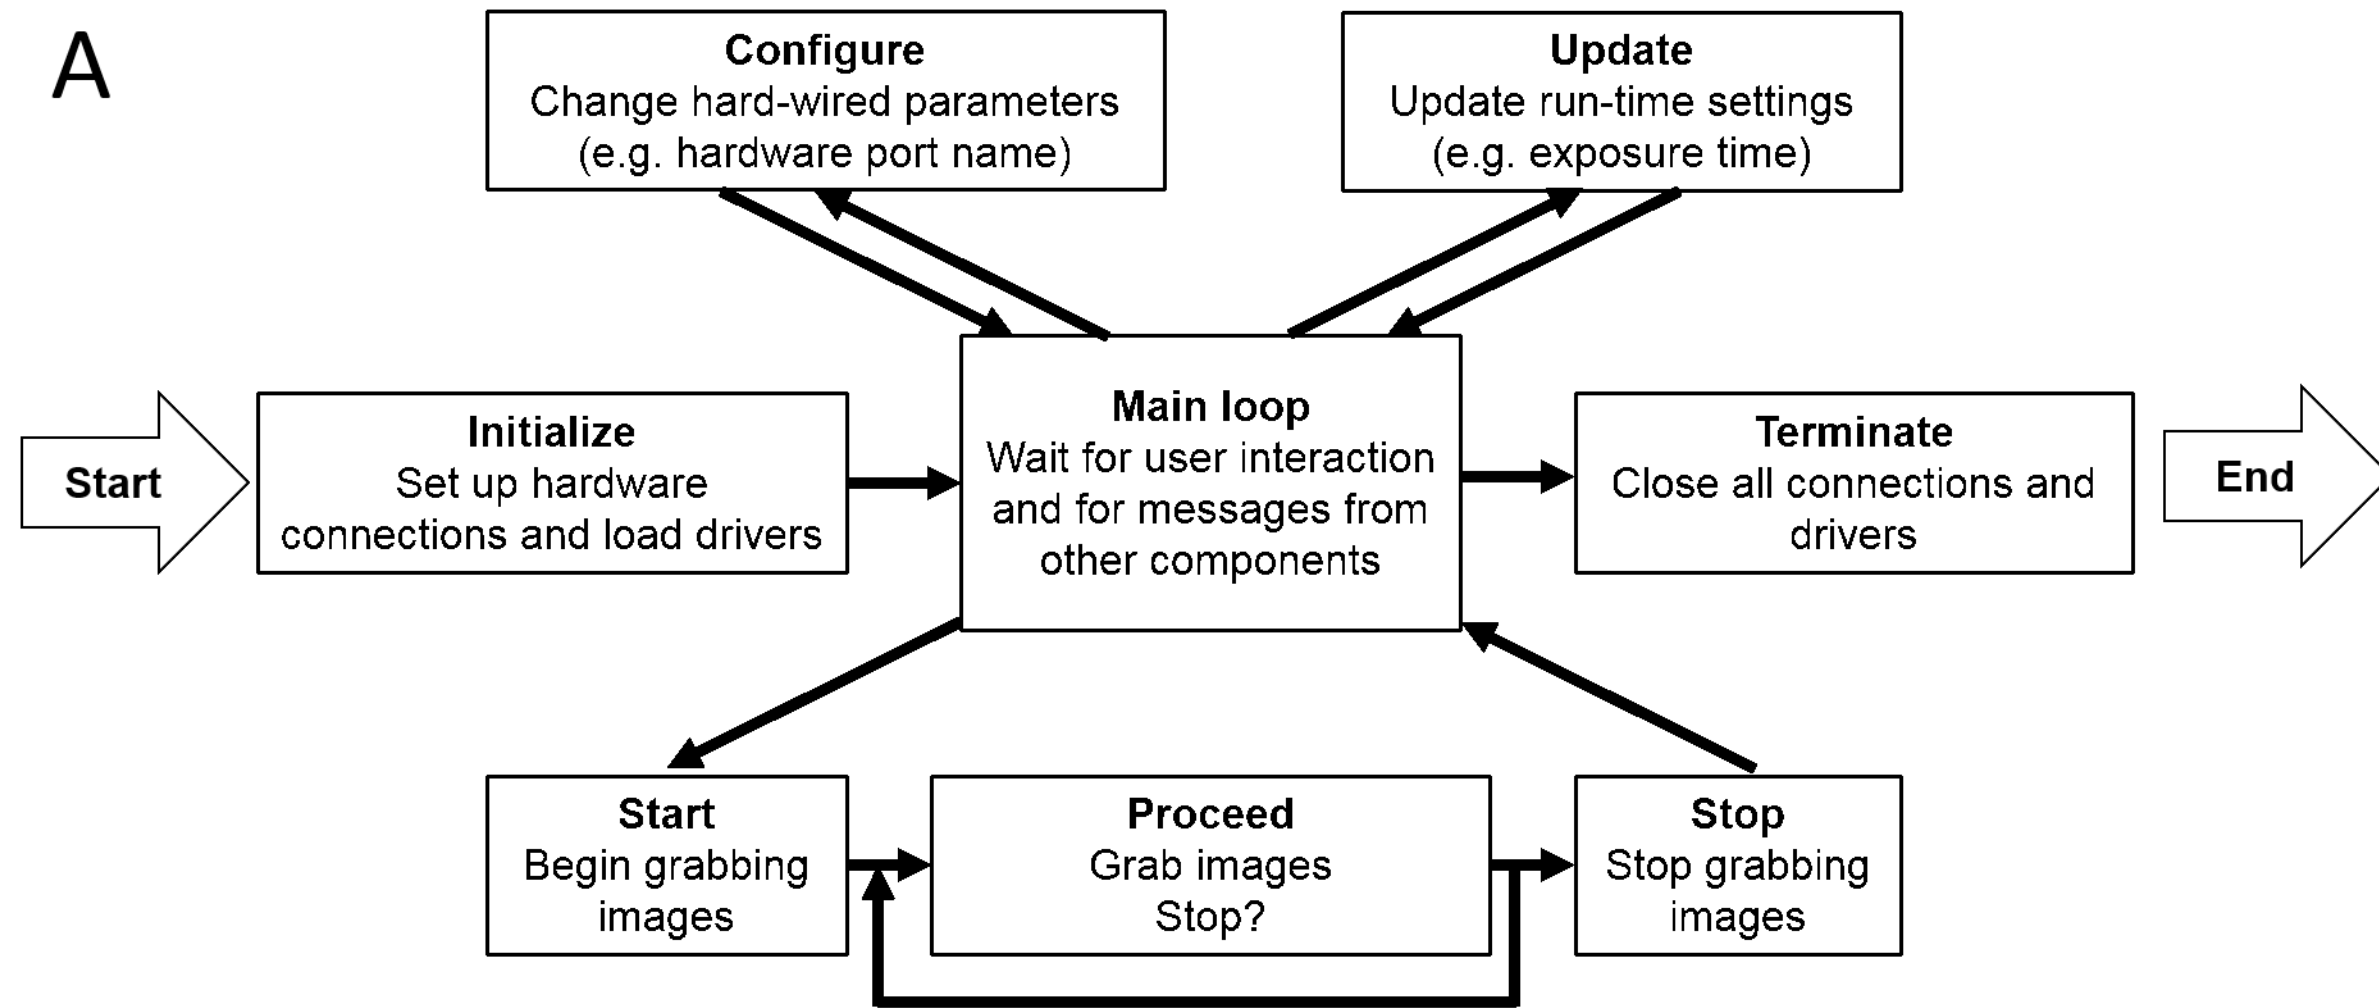 A
Configure
Change hard-wired parameters
(e.g. hardware port name)
Update
Update run-time settings
(e.g. exposure time)
Start
Initialize
Set up hardware
connections and load drivers
Main loop
Wait for user interaction
and for messages from
other components
Terminate
Close all connections and
drivers
End
Start
Begin grabbing
images
Proceed
Grab images
Stop?
Stop
Stop grabbing
images